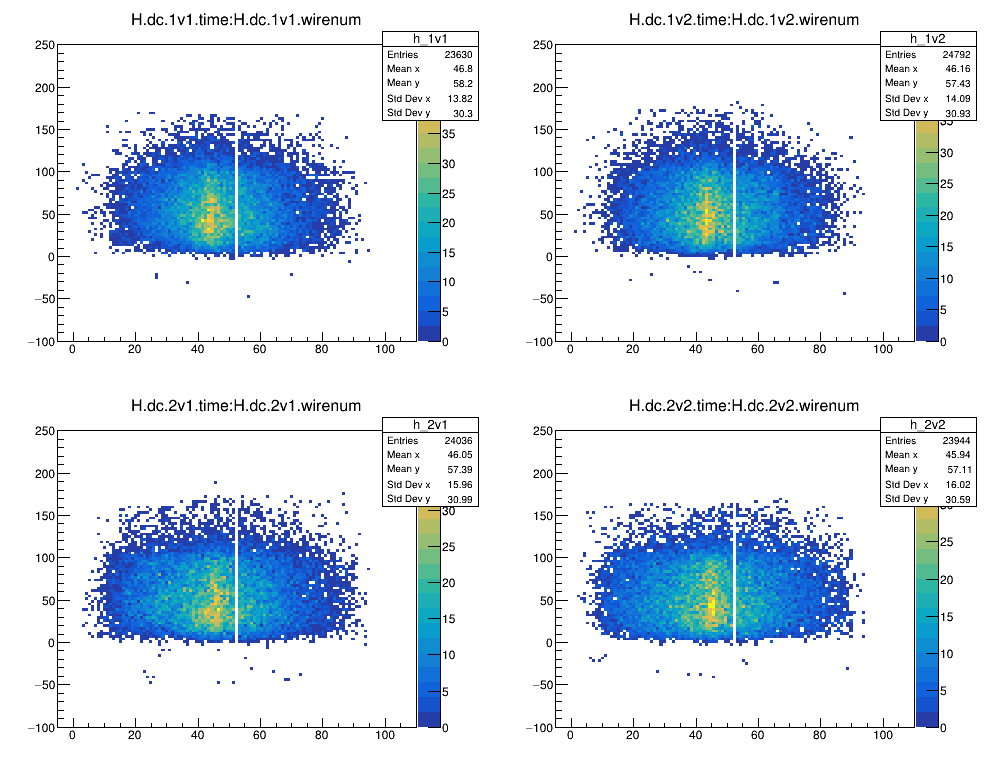 H.dc.1v1.time:H.dc.1v1.wirenum
h_1v1
Entries 23630
Mean x 46.8
Mean y 58.2
Std Dev x 13.82
Std Dev y 30.3
250
200
150
100
50
0
−50
−100
0 20 40 60 80 100
35
30
25
20
15
10
5
0
H.dc.1v2.time:H.dc.1v2.wirenum
h_1v2
Entries 24792
Mean x 46.16
Mean y 57.43
Std Dev x 14.09
Std Dev y 30.93
250
200
150
100
50
0
−50
−100
0 20 40 60 80 100
35
30
25
20
15
10
5
0
H.dc.2v1.time:H.dc.2v1.wirenum
h_2v1
Entries 24036
Mean x 46.05
Mean y 57.39
Std Dev x 15.96
Std Dev y 30.99
250
200
150
100
50
0
−50
−100
0 20 40 60 80 100
30
25
20
15
10
5
0
H.dc.2v2.time:H.dc.2v2.wirenum
h_2v2
Entries 23944
Mean x 45.94
Mean y 57.11
Std Dev x 16.02
Std Dev y 30.59
250
200
150
100
50
0
−50
−100
0 20 40 60 80 100
25
20
15
10
5
0